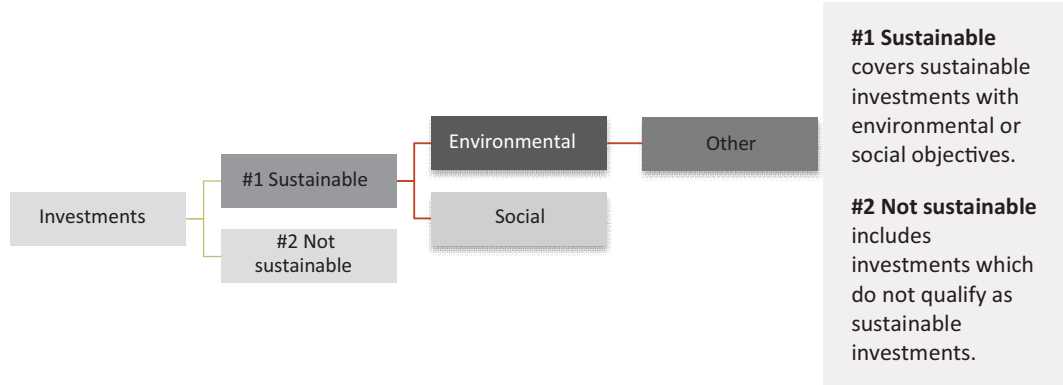 Investments
#1 Sustainable
#2 Not
sustainable
Environmental
Social
Other
#1 Sustainable
covers sustainable
investments with
environmental or
social objectives.
#2 Not sustainable
includes
investments which
do not qualify as
sustainable
investments.